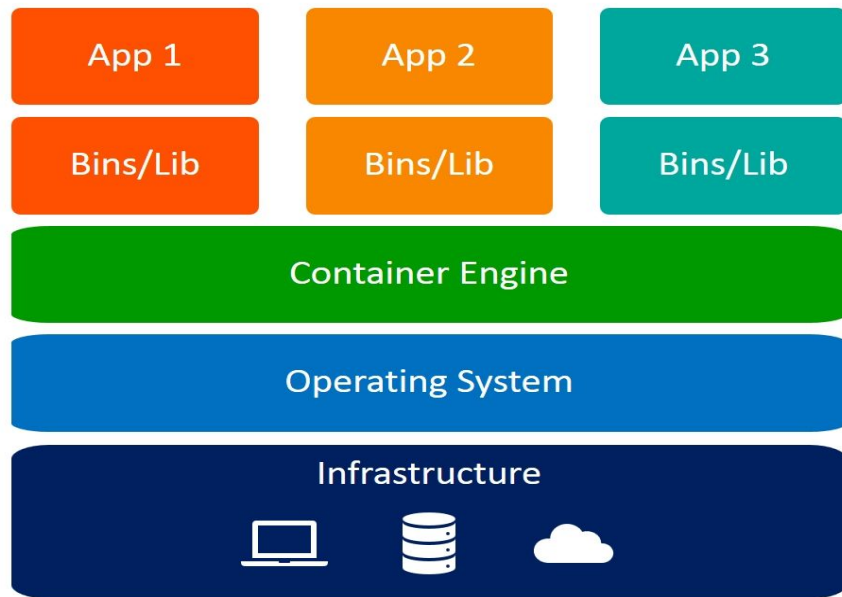 App 1
App 2
App 3
Bins/Lib
Bins/Lib
Bins/Lib
Container Engine
Operating System
Infrastructure